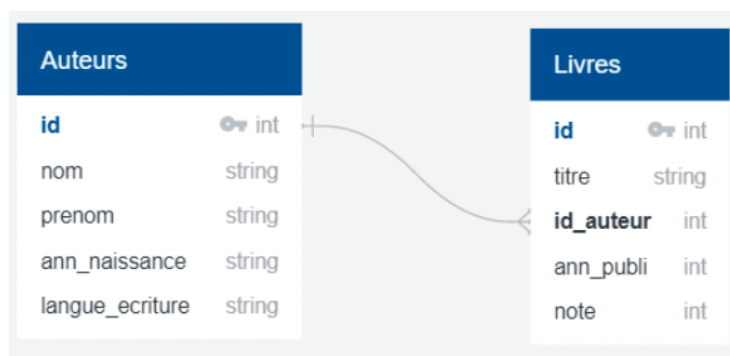 Auteurs
id int
nom string
prenom string
ann_naissance string
langue_ecriture string
Livres
id int
titre string
id_auteur int
ann_publi int
note int